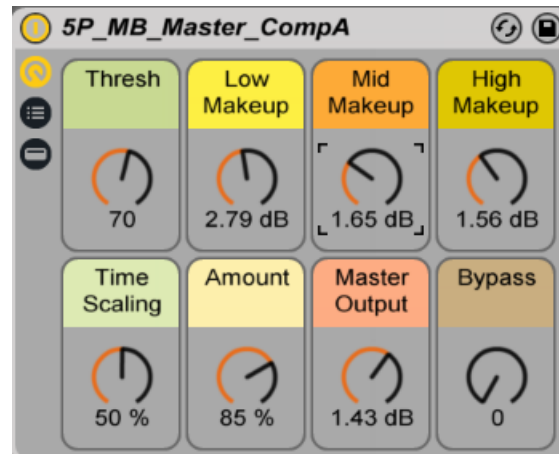 5P_MB_Master_CompA
Thresh
70
Low
Makeup
2.79 dB
Mid
Makeup
1.65 dB
High
Makeup
1.56 dB
Time
Scaling
50 %
Amount
85 %
Master
Output
1.43 dB
Bypass
0